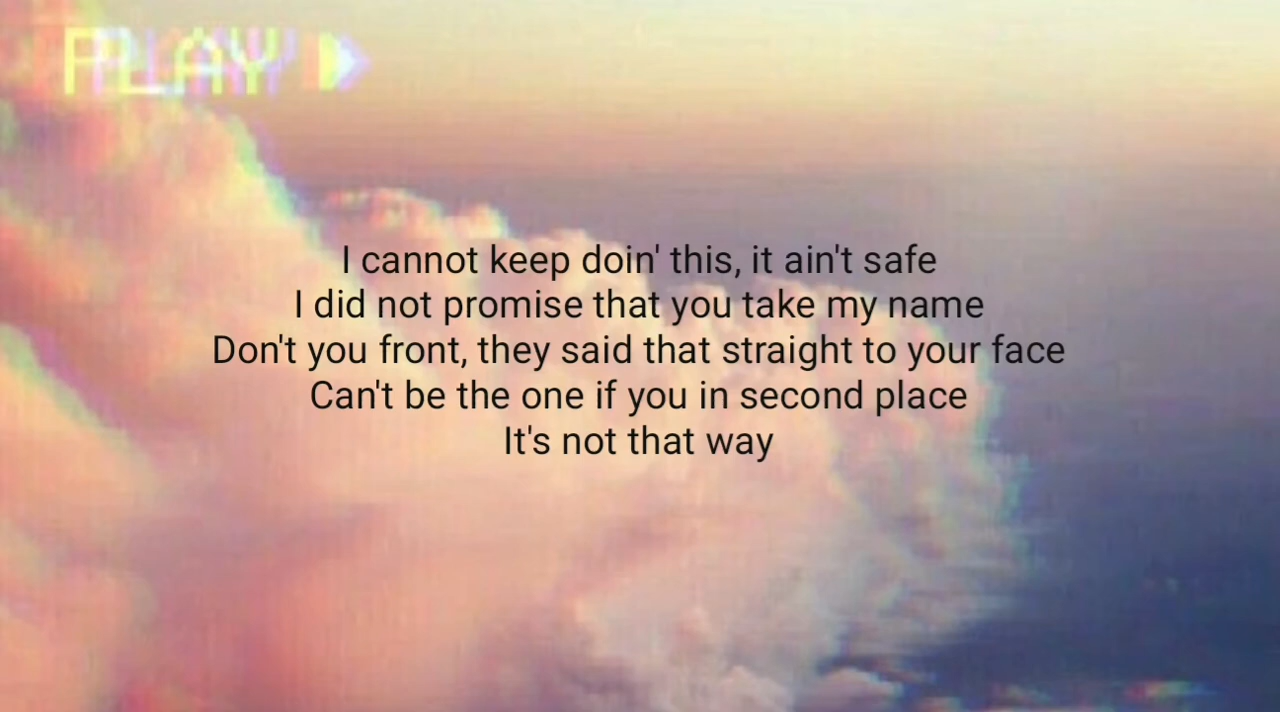 PLAY
I cannot keep doin' this, it ain't safe
I did not promise that you take my name
Don't you front, they said that straight to your face
Can't be the one if you in second place
It's not that way